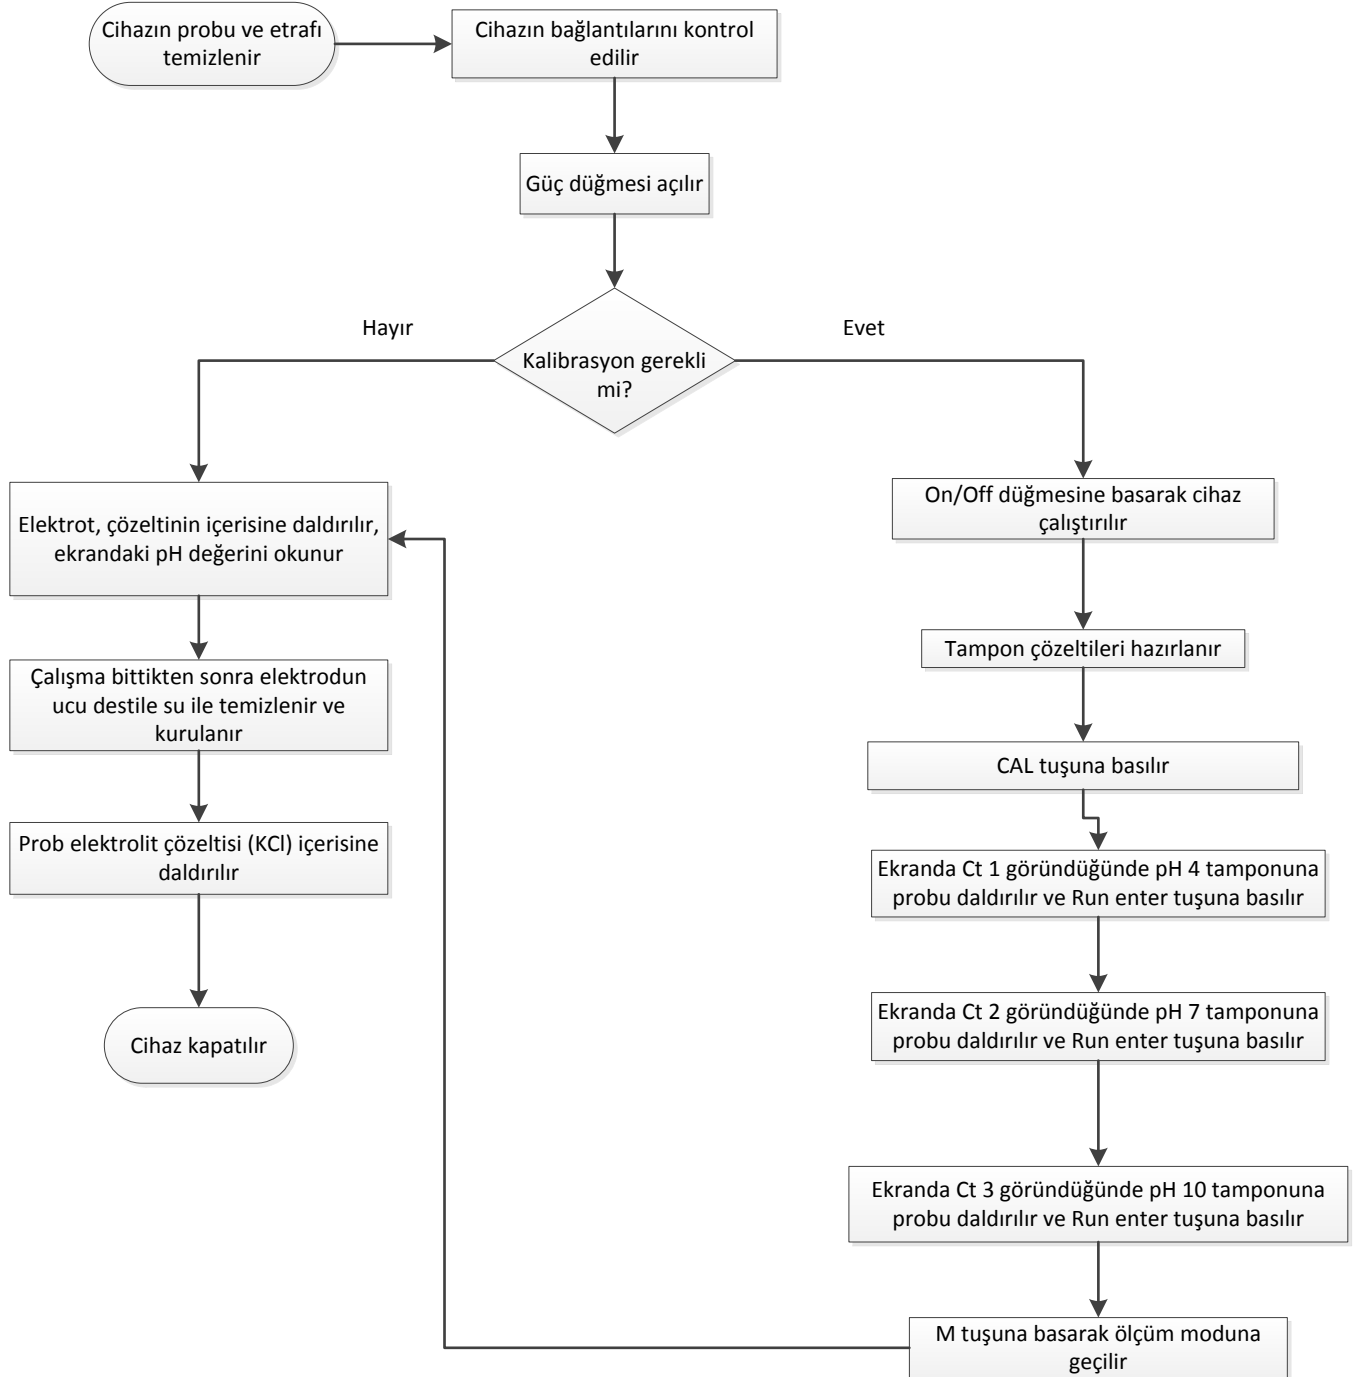 Cihazın probu ve etrafı
temizlenir
Cihazın bağlantılarını kontrol
edilir
Güç düğmesi açılır
Kalibrasyon gerekli
mi?
Hayır
Evet
Elektrot, çözeltinin içerisine daldırılır,
ekrandaki pH değerini okunur
Çalışma bittikten sonra elektrodun
ucu destile su ile temizlenir ve
kurulanır
Prob elektrolit çözeltisi (KCl) içerisine
daldırılır
Cihaz kapatılır
On/Off düğmesine basarak cihaz
çalıştırılır
Tampon çözeltileri hazırlanır
CAL tuşuna basılır
Ekranda Ct 1 göründüğünde pH 4 tamponuna
probu daldırılır ve Run enter tuşuna basılır
Ekranda Ct 2 göründüğünde pH 7 tamponuna
probu daldırılır ve Run enter tuşuna basılır
Ekranda Ct 3 göründüğünde pH 10 tamponuna
probu daldırılır ve Run enter tuşuna basılır
M tuşuna basarak ölçüm moduna
geçilir